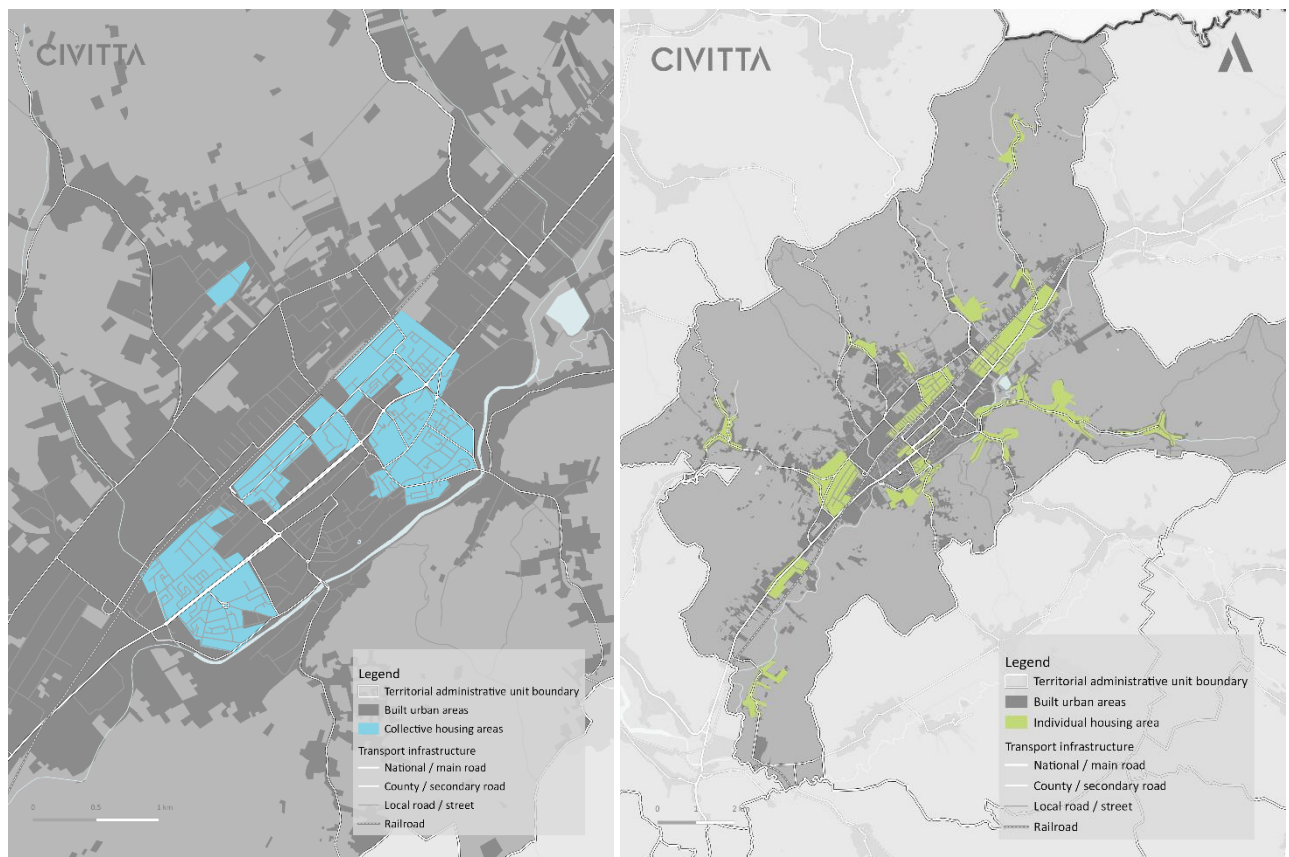 CIVITTA
Legend
Territorial administrative unit boundary
Built urban areas
Collective housing areas
Transport infrastructure
National / main road
County / secondary road
Local road / street
Railroad
0 0.5 1 km
CIVITTA
Legend
Territorial administrative unit boundary
Built urban areas
Individual housing area
Transport infrastructure
National / main road
County / secondary road
Local road / street
Railroad
0 1 2